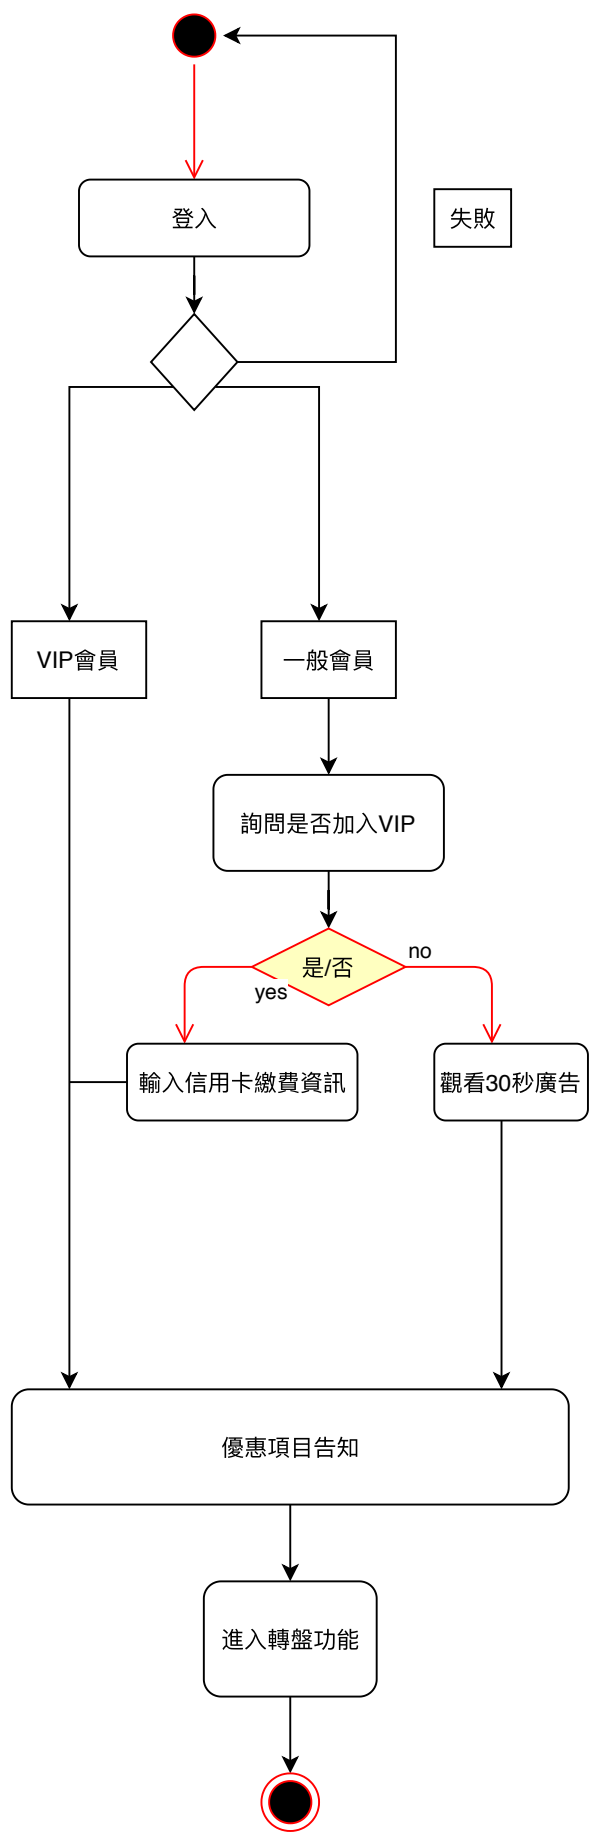 登入
失敗
VIP會員
一般會員
詢問是否加入VIP
是/否
no
yes
輸入信用卡繳費資訊
觀看30秒廣告
優惠項目告知
進入轉盤功能